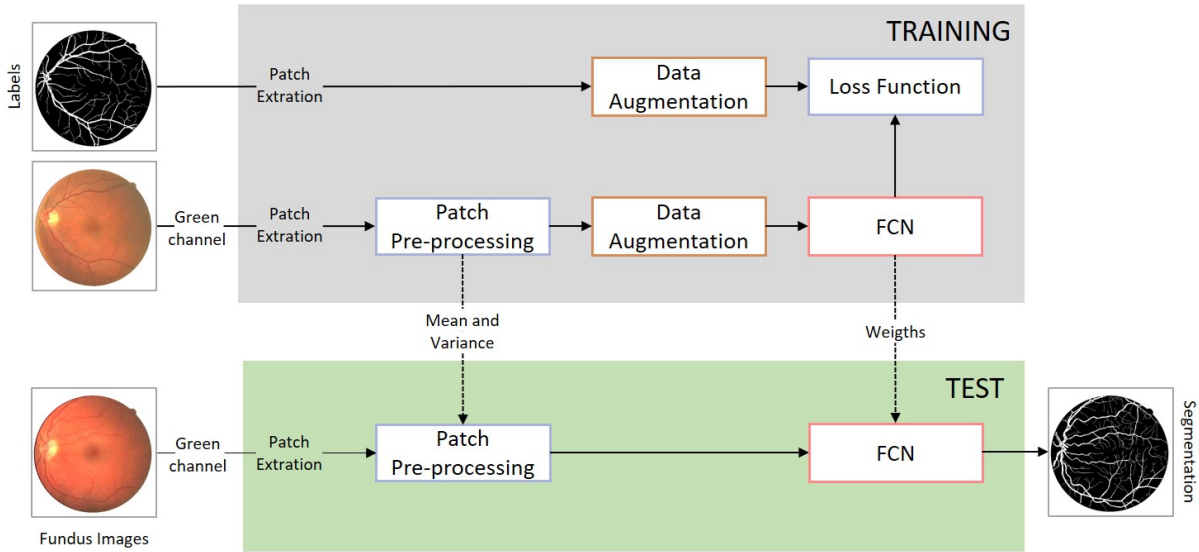 TRAINING
Labels
Patch
Extration
Data
Augmentation
Loss Function
Green
channel
Patch
Extration
Patch
Pre-processing
Data
Augmentation
FCN
Mean and
Variance
Weigths
TEST
Green
channel
Patch
Extration
Patch
Pre-processing
FCN
Segmentation
Fundus Images